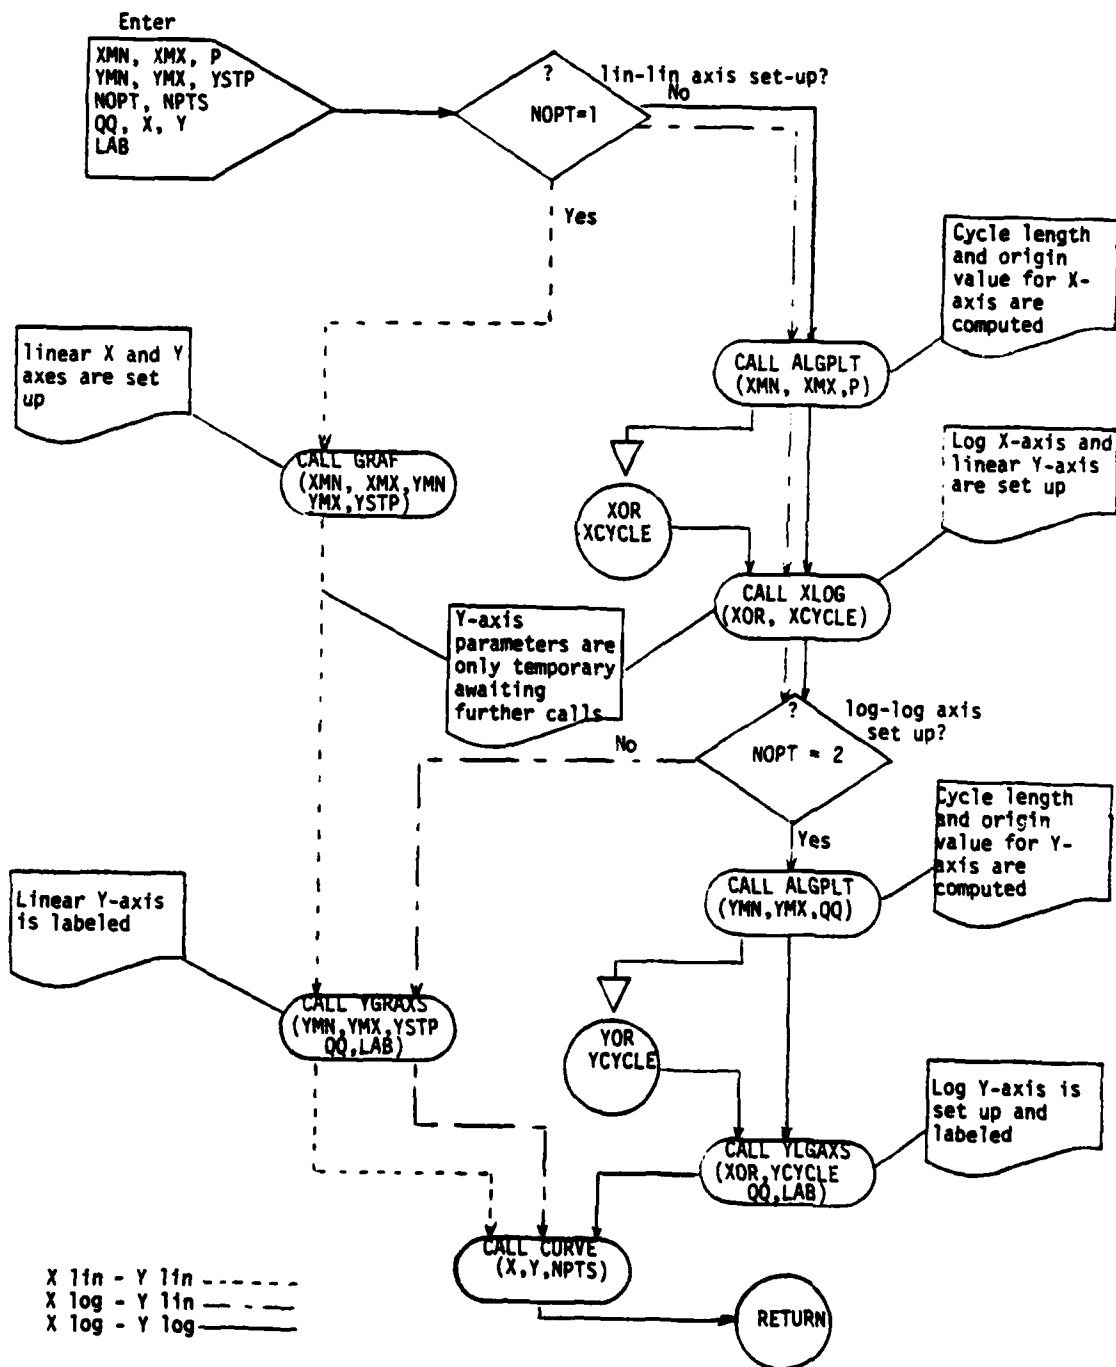 Enter
XMN, XMX, P
YMN, YMX, YSTP
NOPT, NPTS
QQ, X, Y
LAB
?
NOPT=1
lin-lin axis set-up?
No
Yes
Cycle length
and origin
value for X-
axis are
computed
linear X and Y
axes are set
up
CALL ALGPLT
(XMN, XMX,P)
CALL GRAF
(XMN, XMX,YMN
YMX,YSTP)
Log X-axis and
linear Y-axis
are set up
XOR
XCYCLE
CALL XLOG
(XOR, XCYCLE)
Y-axis
parameters are
only temporary
awaiting
further calls
?
NOPT = 2
log-log axis
set up?
No
Yes
Cycle length
and origin
value for Y-
axis are
computed
CALL ALGPLT
(YMN,YMX,QQ)
Linear Y-axis
is labeled
CALL YGRAXS
(YMN,YMX,YSTP
QQ,LAB)
YOR
YCYCLE
Log Y-axis is
set up and
labeled
CALL YLGAXS
(XOR,YCYCLE
QQ,LAB)
CALL CURVE
(X,Y,NPTS)
RETURN
X lin - Y lin
X log - Y lin
X log - Y log